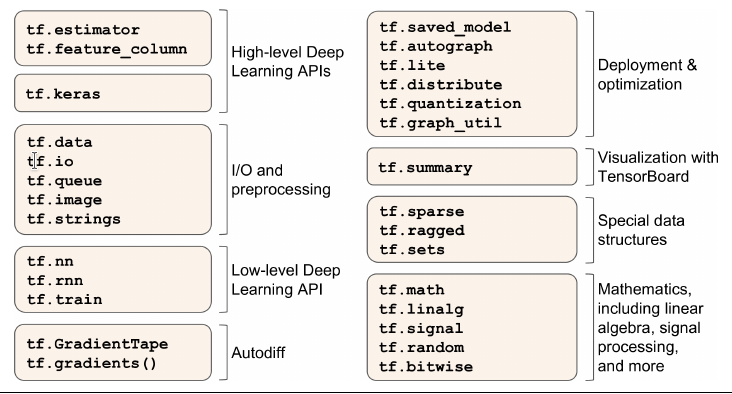 tf.estimator
tf.feature_column
High-level Deep
Learning APIs
tf.keras
tf.data
tf.io
tf.queue
tf.image
tf.strings
I/O and
preprocessing
tf.nn
tf.rnn
tf.train
Low-level Deep
Learning API
tf.GradientTape
tf.gradients()
Autodiff
tf.saved_model
tf.autograph
tf.lite
tf.distribute
tf.quantization
tf.graph_util
Deployment &
optimization
tf.summary
Visualization with
TensorBoard
tf.sparse
tf.ragged
tf.sets
Special data
structures
tf.math
tf.linalg
tf.signal
tf.random
tf.bitwise
Mathematics,
including linear
algebra, signal
processing,
and more